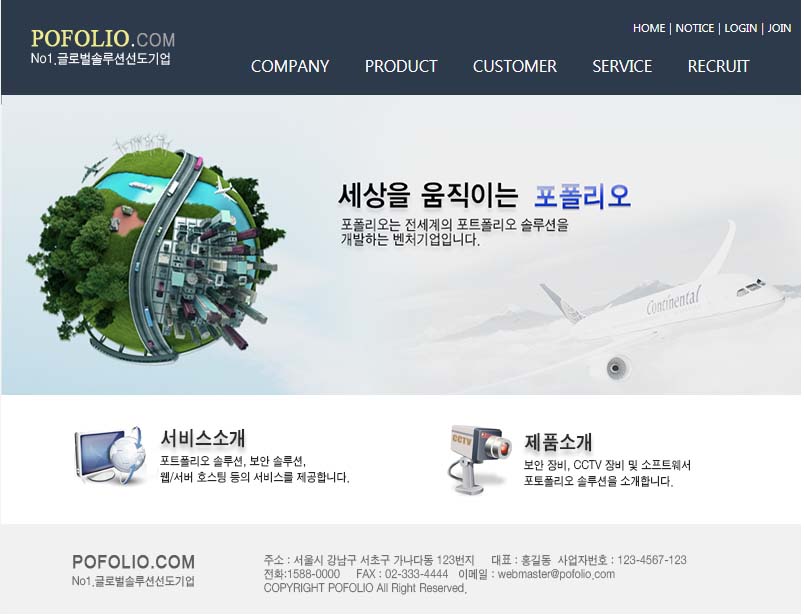 POFOLIO.COM
No1.글로벌솔루션선도기업
HOME | NOTICE | LOGIN | JOIN
COMPANY PRODUCT CUSTOMER SERVICE RECRUIT
세상을 움직이는 포폴리오
포폴리오는 전세계의 포트폴리오 솔루션을
개발하는 벤처기업입니다.
Continental
서비스소개
포트폴리오 솔루션, 보안 솔루션,
웹/서버 호스팅 등의 서비스를 제공합니다.
CCTV
제품소개
보안 장비, CCTV 장비 및 소프트웨서
포토폴리오 솔루션을 소개합니다.
POFOLIO.COM
No1.글로벌솔루션선도기업
주소 : 서울시 강남구 서초구 가나다동 123번지 대표 : 홍길동 사업자번호 : 123-4567-123
전화:1588-0000 FAX : 02-333-4444 이메일 : webmaster@pofolio.com
COPYRIGHT POFOLIO All Right Reserved.